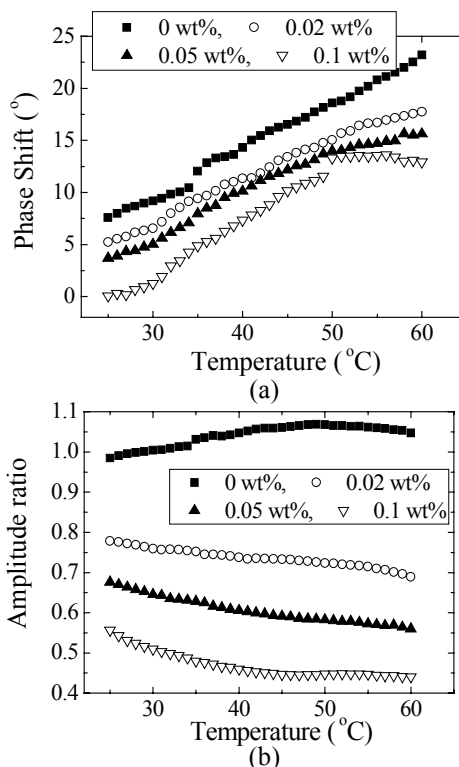 0 wt%, 0.02 wt%
0.05 wt%, 0.1 wt%
25
20
15
10
5
0
Phase Shift (°)
30 40 50 60
Temperature (°C)
(a)
1.1
1.0
0.9
0.8
0.7
0.6
0.5
0.4
Amplitude ratio
0 wt%, 0.02 wt%
0.05 wt%, 0.1 wt%
30 40 50 60
Temperature (°C)
(b)